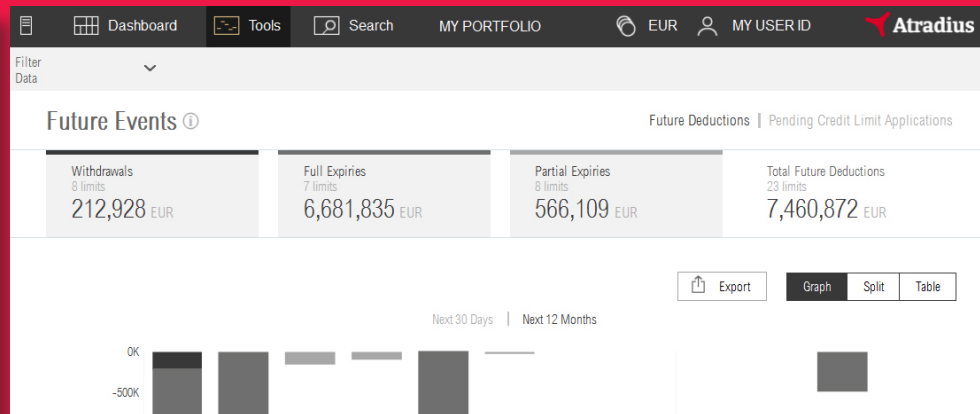 Dashboard
Tools
Search
MY PORTFOLIO
EUR
MY USER ID
Atradius
Filter
Data
Future Events
Future Deductions | Pending Credit Limit Applications
Withdrawals
8 limits
212,928 EUR
Full Expiries
7 limits
6,681,835 EUR
Partial Expiries
8 limits
566,109 EUR
Total Future Deductions
23 limits
7,460,872 EUR
Export
Graph
Split
Table
Next 30 Days | Next 12 Months
0K
-500K